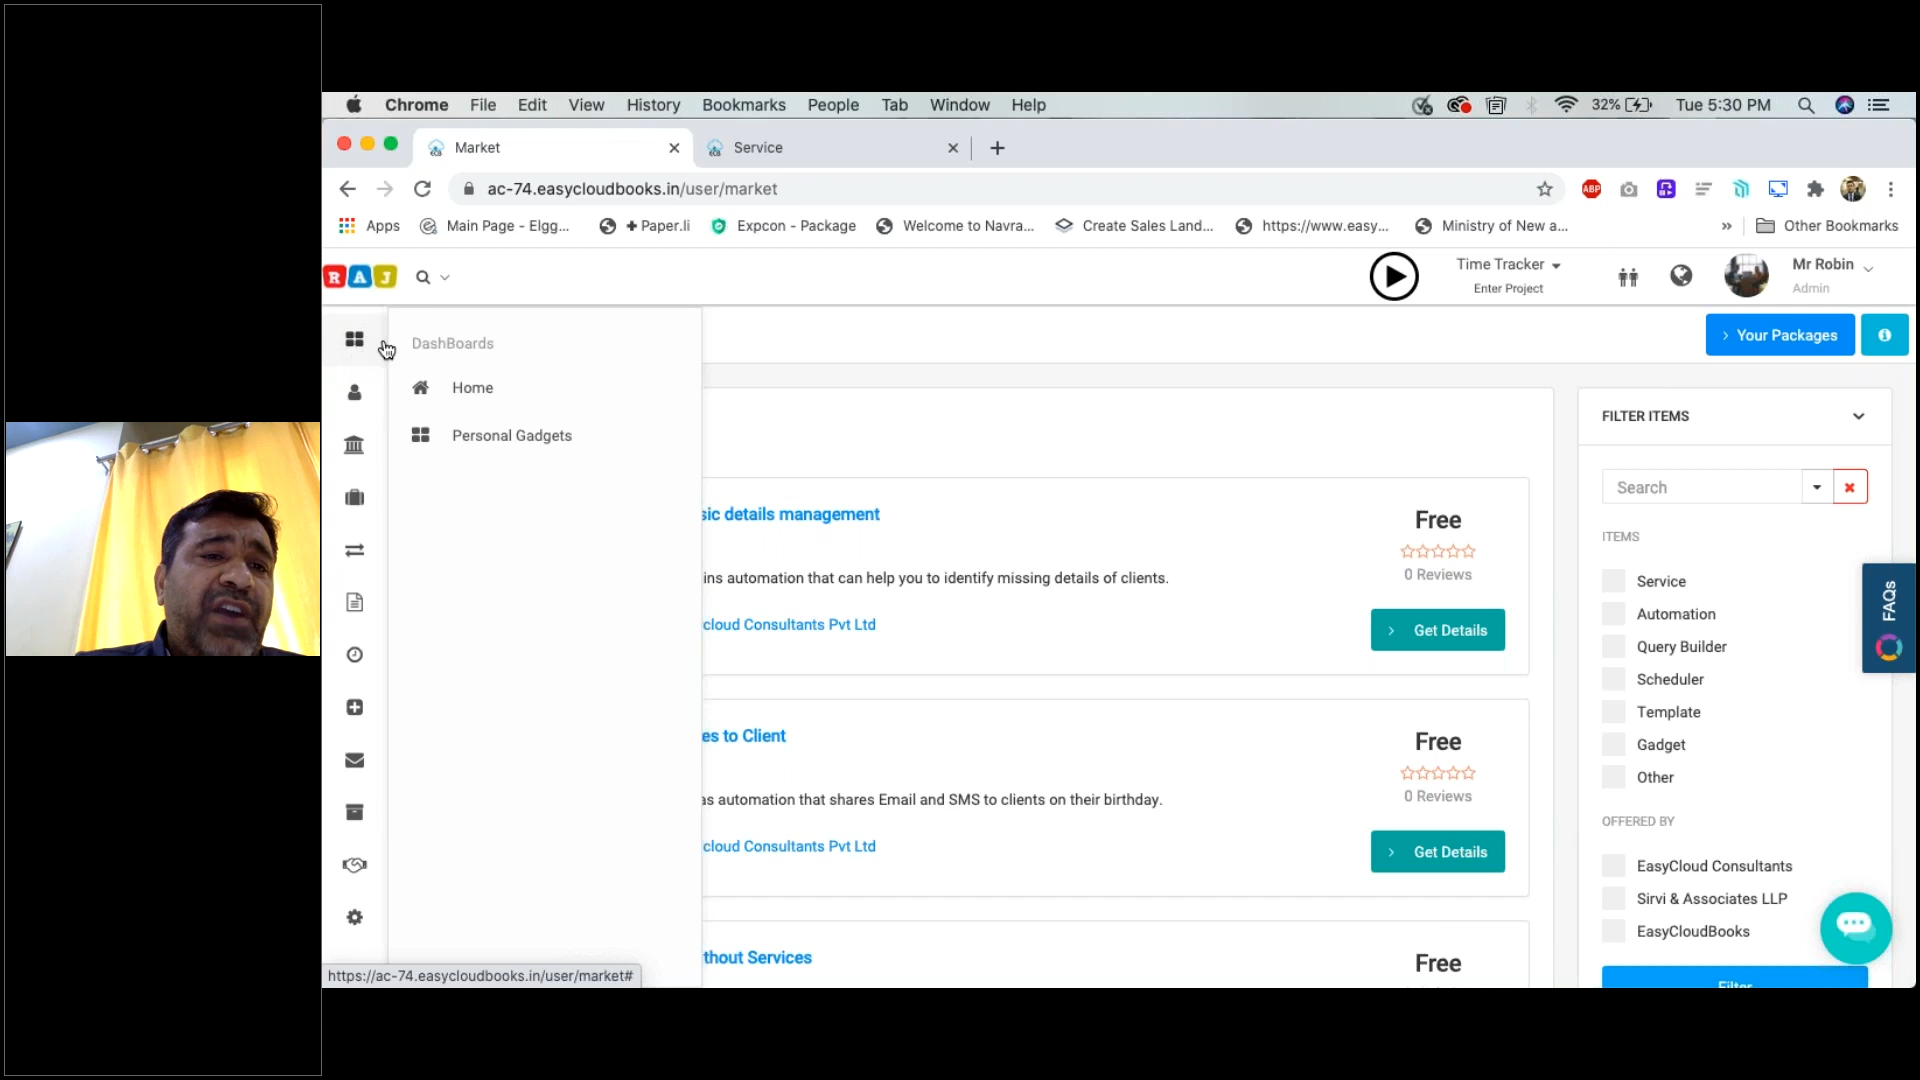 Chrome File Edit View History Bookmarks People Tab Window Help 32% Tue 5:30 PM
Market Service
ac-74.easycloudbooks.in/user/market
ABP
Apps Main Page - Elgg... + Paper.li Expcon - Package Welcome to Navra... Create Sales Land... https://www.easy... Ministry of New a... » Other Bookmarks
RAJ
Time Tracker
Enter Project
Mr Robin
Admin
DashBoards
Home
Personal Gadgets
Your Packages
sic details management
ins automation that can help you to identify missing details of clients.
cloud Consultants Pvt Ltd
Free
0 Reviews
Get Details
es to Client
as automation that shares Email and SMS to clients on their birthday.
cloud Consultants Pvt Ltd
Free
0 Reviews
Get Details
thout Services
Free
FILTER ITEMS
Search
ITEMS
Service
Automation
Query Builder
Scheduler
Template
Gadget
Other
OFFERED BY
EasyCloud Consultants
Sirvi & Associates LLP
EasyCloudBooks
Filter
FAQs
https://ac-74.easycloudbooks.in/user/market#